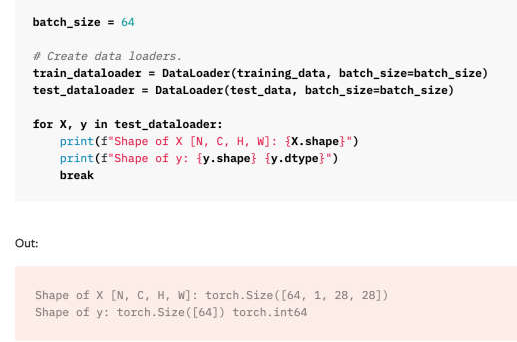 batch_size = 64
# Create data loaders.
train_dataloader = DataLoader(training_data, batch_size=batch_size)
test_dataloader = DataLoader(test_data, batch_size=batch_size)
for X, y in test_dataloader:
    print(f"Shape of X [N, C, H, W]: {X.shape}")
    print(f"Shape of y: {y.shape} {y.dtype}")
    break
Out:
Shape of X [N, C, H, W]: torch.Size([64, 1, 28, 28])
Shape of y: torch.Size([64]) torch.int64